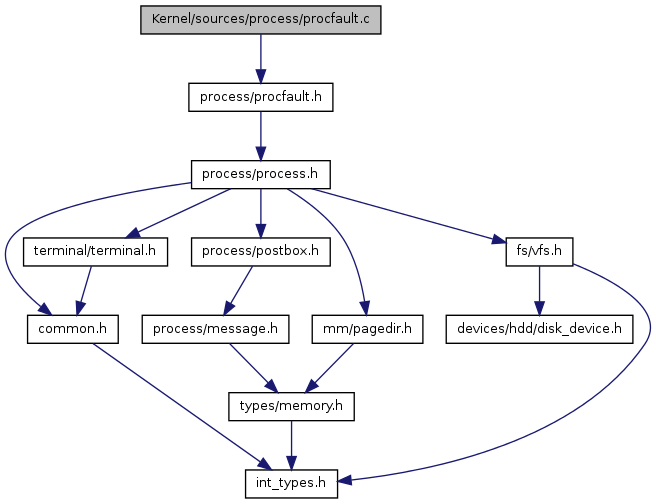 Kernel/sources/process/procfault.c
process/procfault.h
process/process.h
terminal/terminal.h
process/postbox.h
fs/vfs.h
common.h
process/message.h
mm/pagedir.h
devices/hdd/disk_device.h
types/memory.h
int_types.h